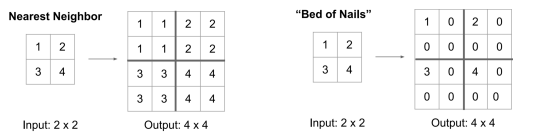 Nearest Neighbor
1 2
3 4
1 1 2 2
1 1 2 2
3 3 4 4
3 3 4 4
Input: 2 x 2
Output: 4 x 4
“Bed of Nails”
1 2
3 4
1 0 2 0
0 0 0 0
3 0 4 0
0 0 0 0
Input: 2 x 2
Output: 4 x 4